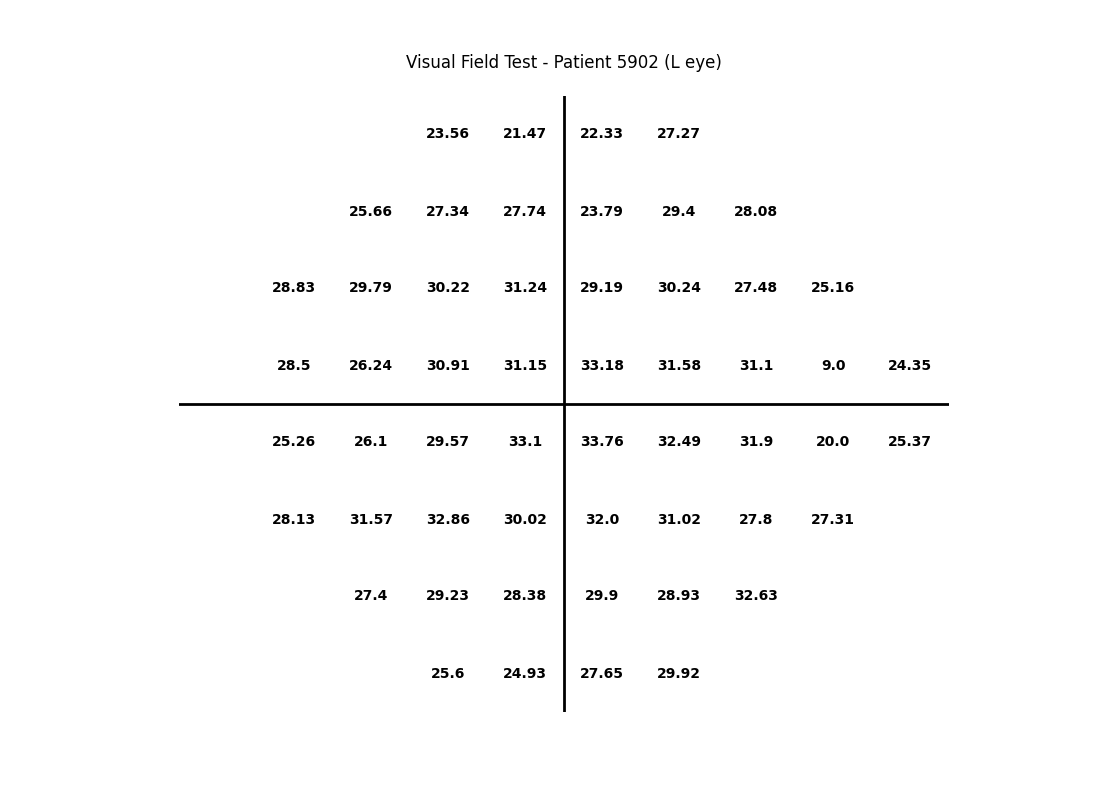 Visual Field Test - Patient 5902 (L eye)
23.56 21.47 22.33 27.27
25.66 27.34 27.74 23.79 29.4 28.08
28.83 29.79 30.22 31.24 29.19 30.24 27.48 25.16
28.5 26.24 30.91 31.15 33.18 31.58 31.1 9.0 24.35
25.26 26.1 29.57 33.1 33.76 32.49 31.9 20.0 25.37
28.13 31.57 32.86 30.02 32.0 31.02 27.8 27.31
27.4 29.23 28.38 29.9 28.93 32.63
25.6 24.93 27.65 29.92